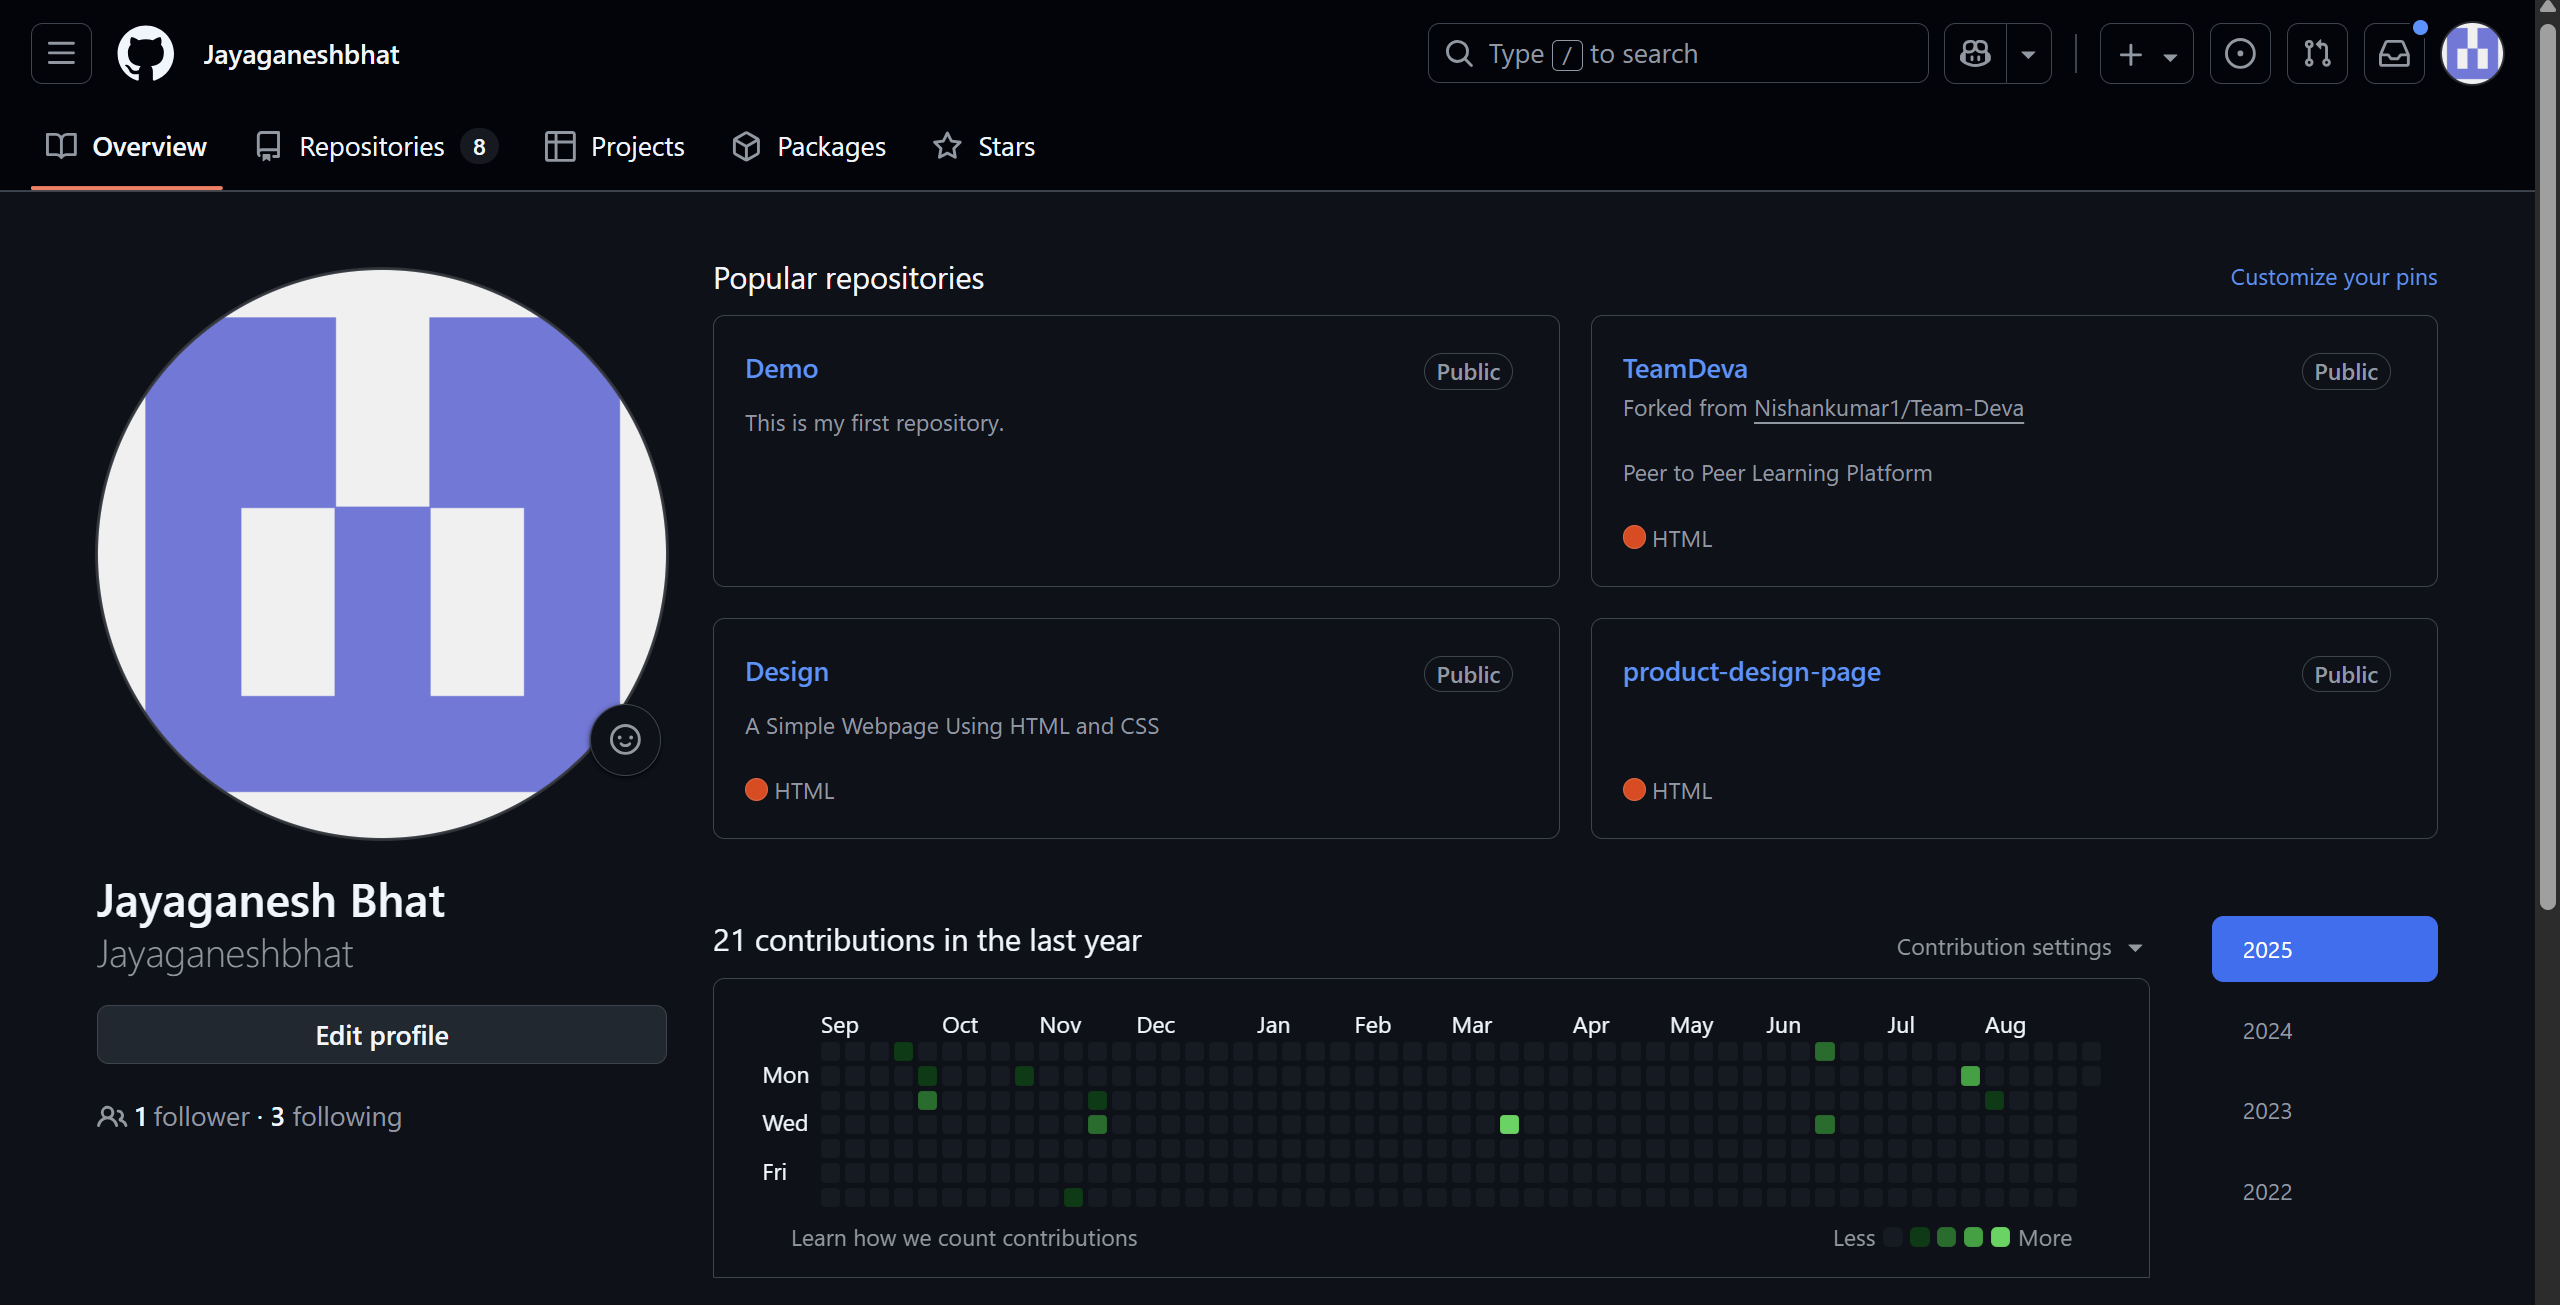 Jayaganeshbhat
Type / to search
Overview
Repositories 8
Projects
Packages
Stars
Jayaganesh Bhat
Jayaganeshbhat
Edit profile
1 follower · 3 following
Popular repositories
Customize your pins
Demo
Public
This is my first repository.
TeamDeva
Public
Forked from Nishankumar1/Team-Deva
Peer to Peer Learning Platform
HTML
Design
Public
A Simple Webpage Using HTML and CSS
HTML
product-design-page
Public
HTML
21 contributions in the last year
Contribution settings
Sep Oct Nov Dec Jan Feb Mar Apr May Jun Jul Aug
Mon
Wed
Fri
Learn how we count contributions
Less More
2025
2024
2023
2022